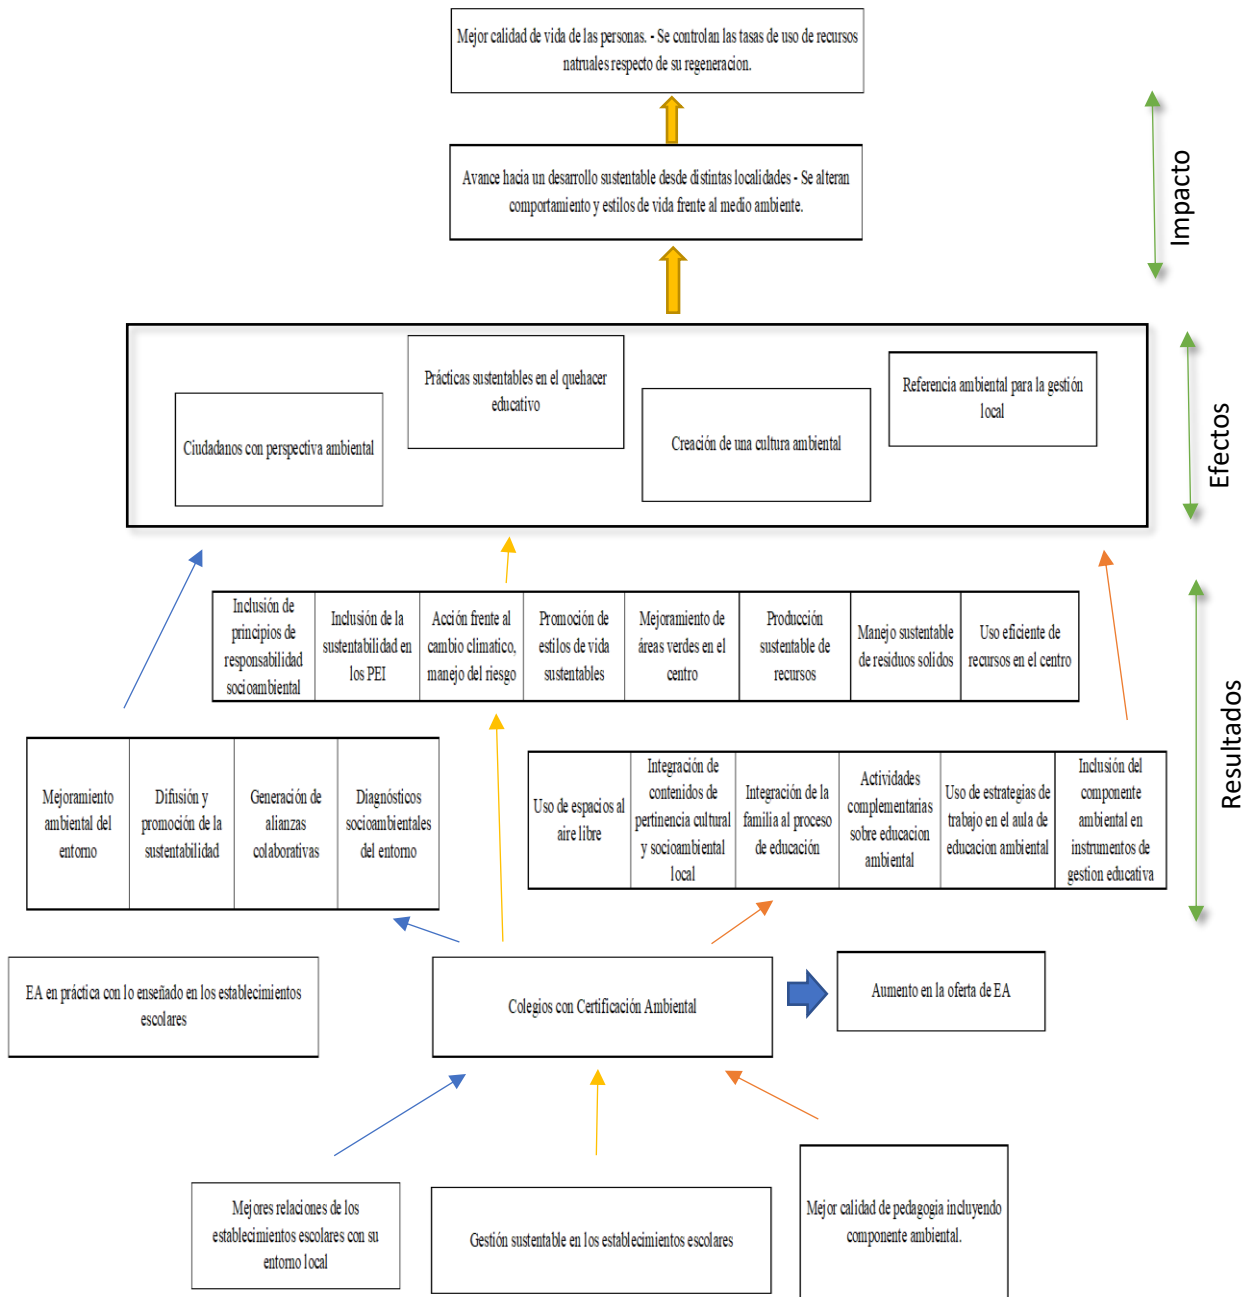 Mejor calidad de vida de las personas. - Se controlan las tasas de uso de recursos
natruales respecto de su regeneracion.
Avance hacia un desarrollo sustentable desde distintas localidades - Se alteran
comportamiento y estilos de vida frente al medio ambiente.
Impacto
Ciudadanos con perspectiva ambiental
Prácticas sustentables en el quehacer
educativo
Creación de una cultura ambiental
Referencia ambiental para la gestión
local
Efectos
Inclusión de
principios de
responsabilidad
socioambiental
Inclusión de la
sustentabilidad en
los PEI
Acción frente al
cambio climatico,
manejo del riesgo
Promoción de
estilos de vida
sustentables
Mejoramiento de
áreas verdes en el
centro
Producción
sustentable de
recursos
Manejo sustentable
de residuos solidos
Uso eficiente de
recursos en el centro
Mejoramiento
ambiental del
entorno
Difusión y
promoción de la
sustentabilidad
Generación de
alianzas
colaborativas
Diagnósticos
socioambientales
del entorno
Uso de espacios al
aire libre
Integración de
contenidos de
pertinencia cultural
y socioambiental
local
Integración de la
familia al proceso
de educación
Actividades
complementarias
sobre educacion
ambiental
Uso de estrategias de
trabajo en el aula de
educacion ambiental
Inclusión del
componente
ambiental en
instrumentos de
gestion educativa
Resultados
EA en práctica con lo enseñado en los establecimientos
escolares
Colegios con Certificación Ambiental
Aumento en la oferta de EA
Mejores relaciones de los
establecimientos escolares con su
entorno local
Gestión sustentable en los establecimientos escolares
Mejor calidad de pedagogía incluyendo
componente ambiental.